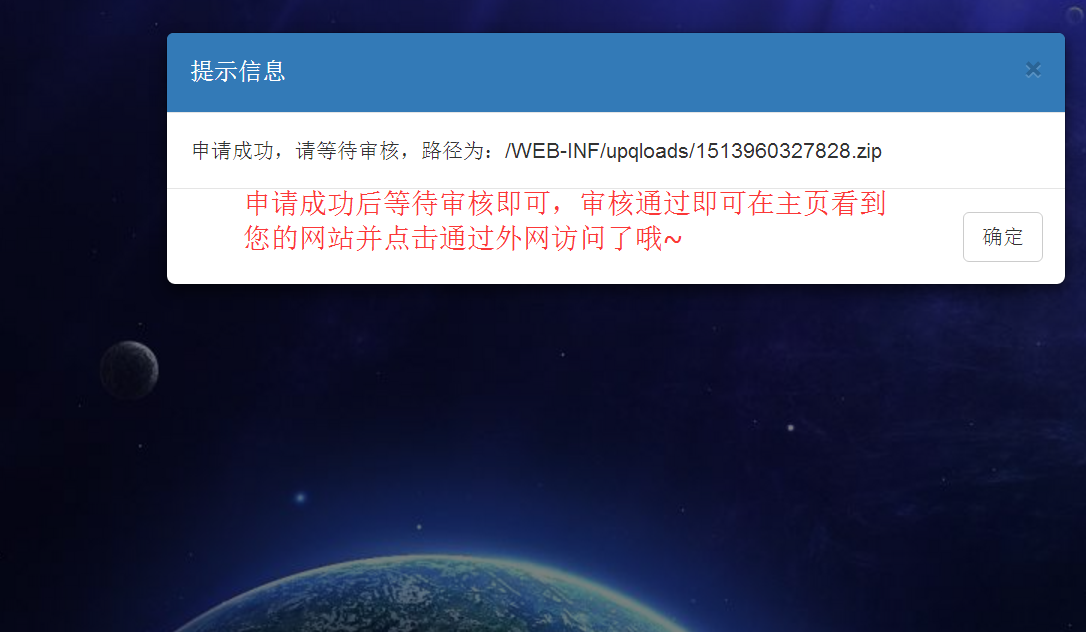 提示信息
×
申请成功，请等待审核，路径为：/WEB-INF/upqloads/1513960327828.zip
申请成功后等待审核即可，审核通过即可在主页看到
您的网站并点击通过外网访问了哦~
确定